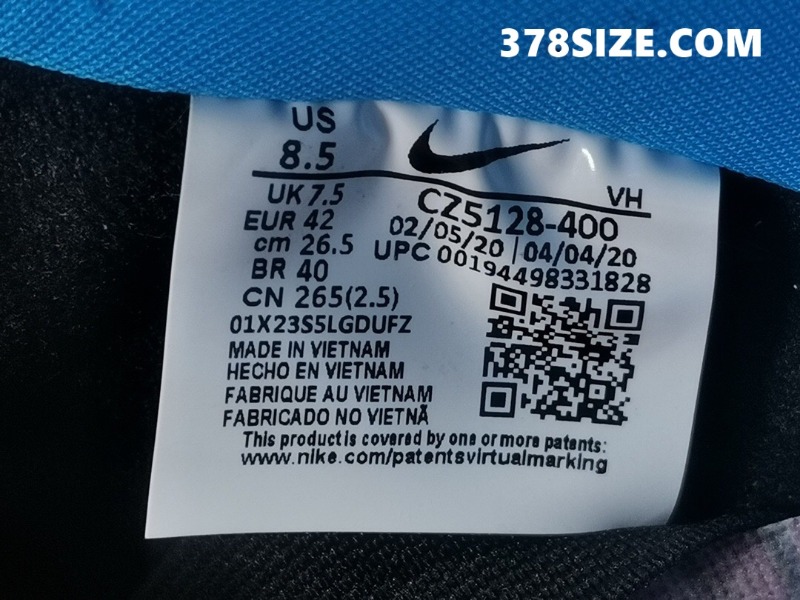 378SIZE.COM
US
8.5
VH
UK 7.5
EUR 42
cm 26.5
BR 40
CN 265(2.5)
CZ5128-400
02/05/20 | 04/04/20
UPC 00194498331828
01X23S5LGDUFZ
MADE IN VIETNAM
HECHO EN VIETNAM
FABRIQUE AU VIETNAM
FABRICADO NO VIETNÃ
This product is covered by one or more patents:
www.nike.com/patentsvirtualmarking